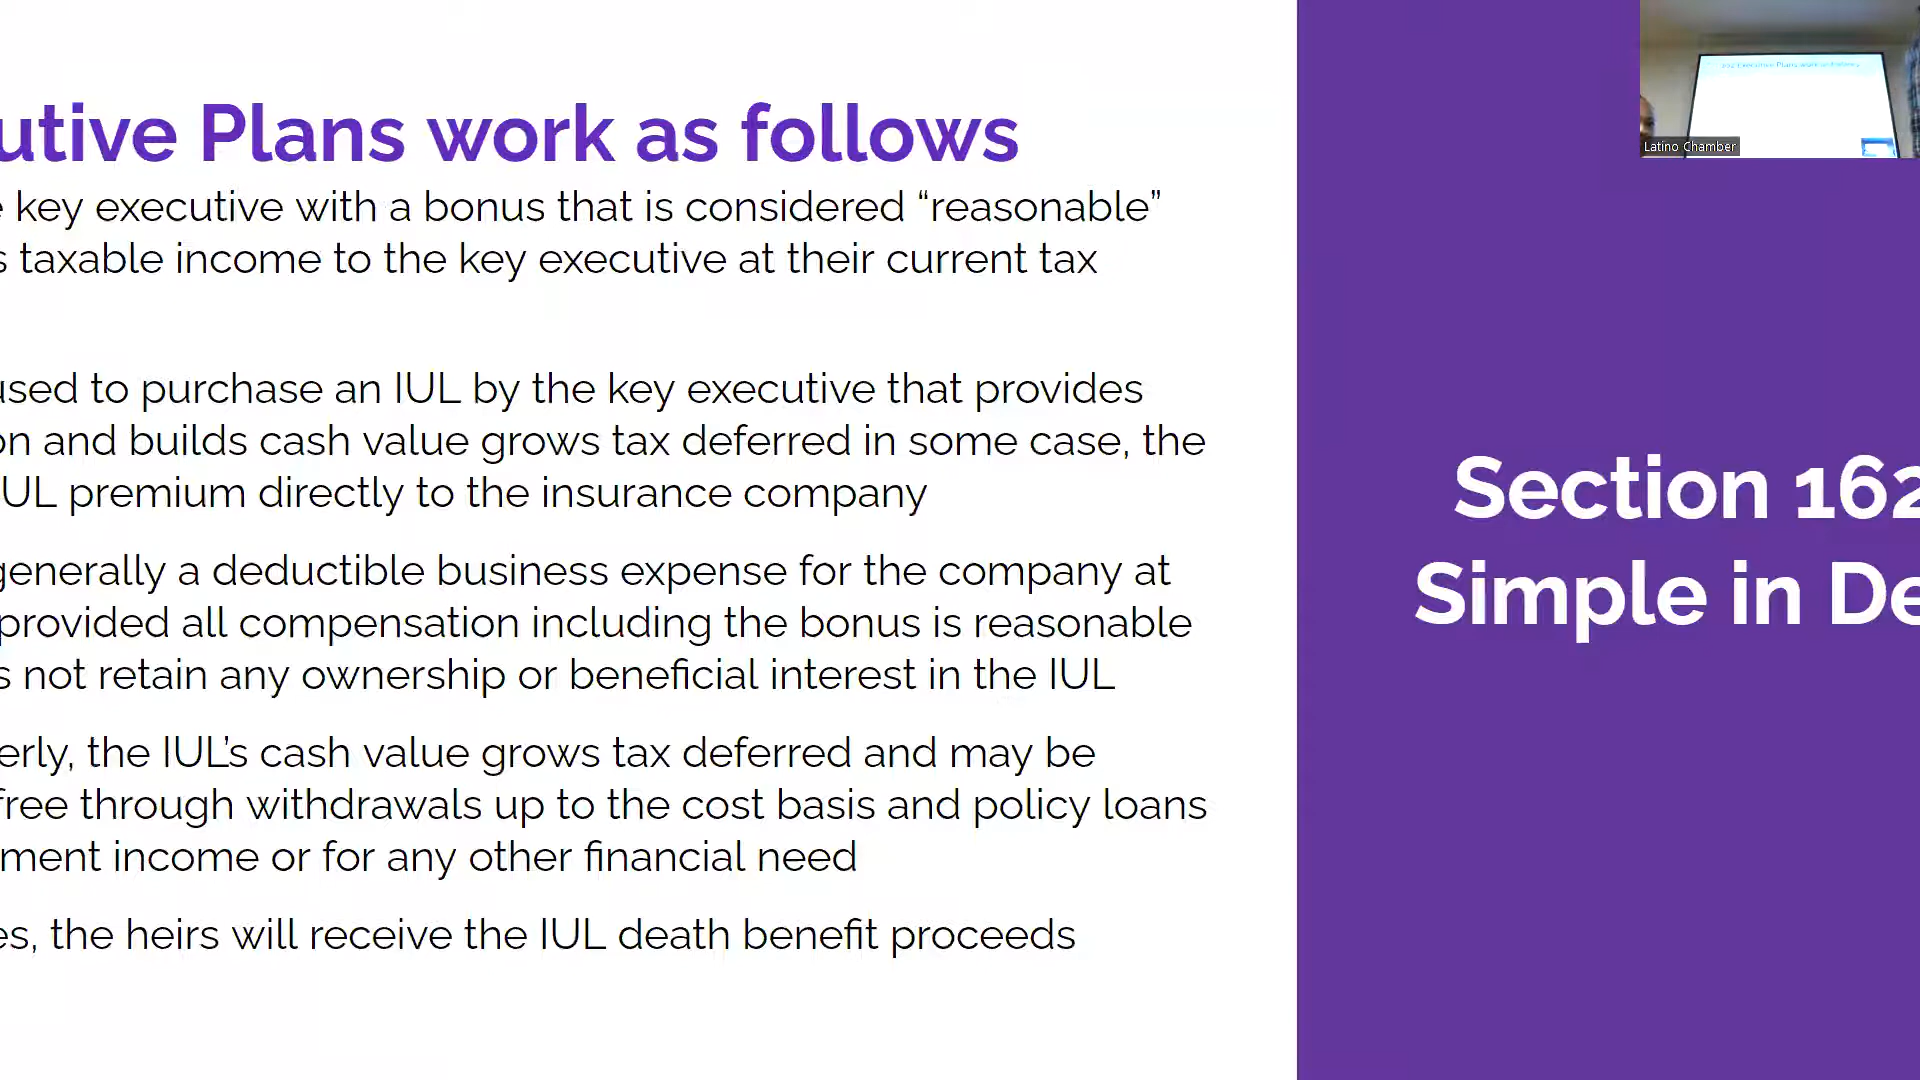 utive Plans work as follows
key executive with a bonus that is considered “reasonable”
s taxable income to the key executive at their current tax
used to purchase an IUL by the key executive that provides
on and builds cash value grows tax deferred in some case, the
UL premium directly to the insurance company
generally a deductible business expense for the company at
provided all compensation including the bonus is reasonable
s not retain any ownership or beneficial interest in the IUL
erly, the IUL’s cash value grows tax deferred and may be
free through withdrawals up to the cost basis and policy loans
ment income or for any other financial need
es, the heirs will receive the IUL death benefit proceeds
Section 162
Simple in De
Latino Chamber